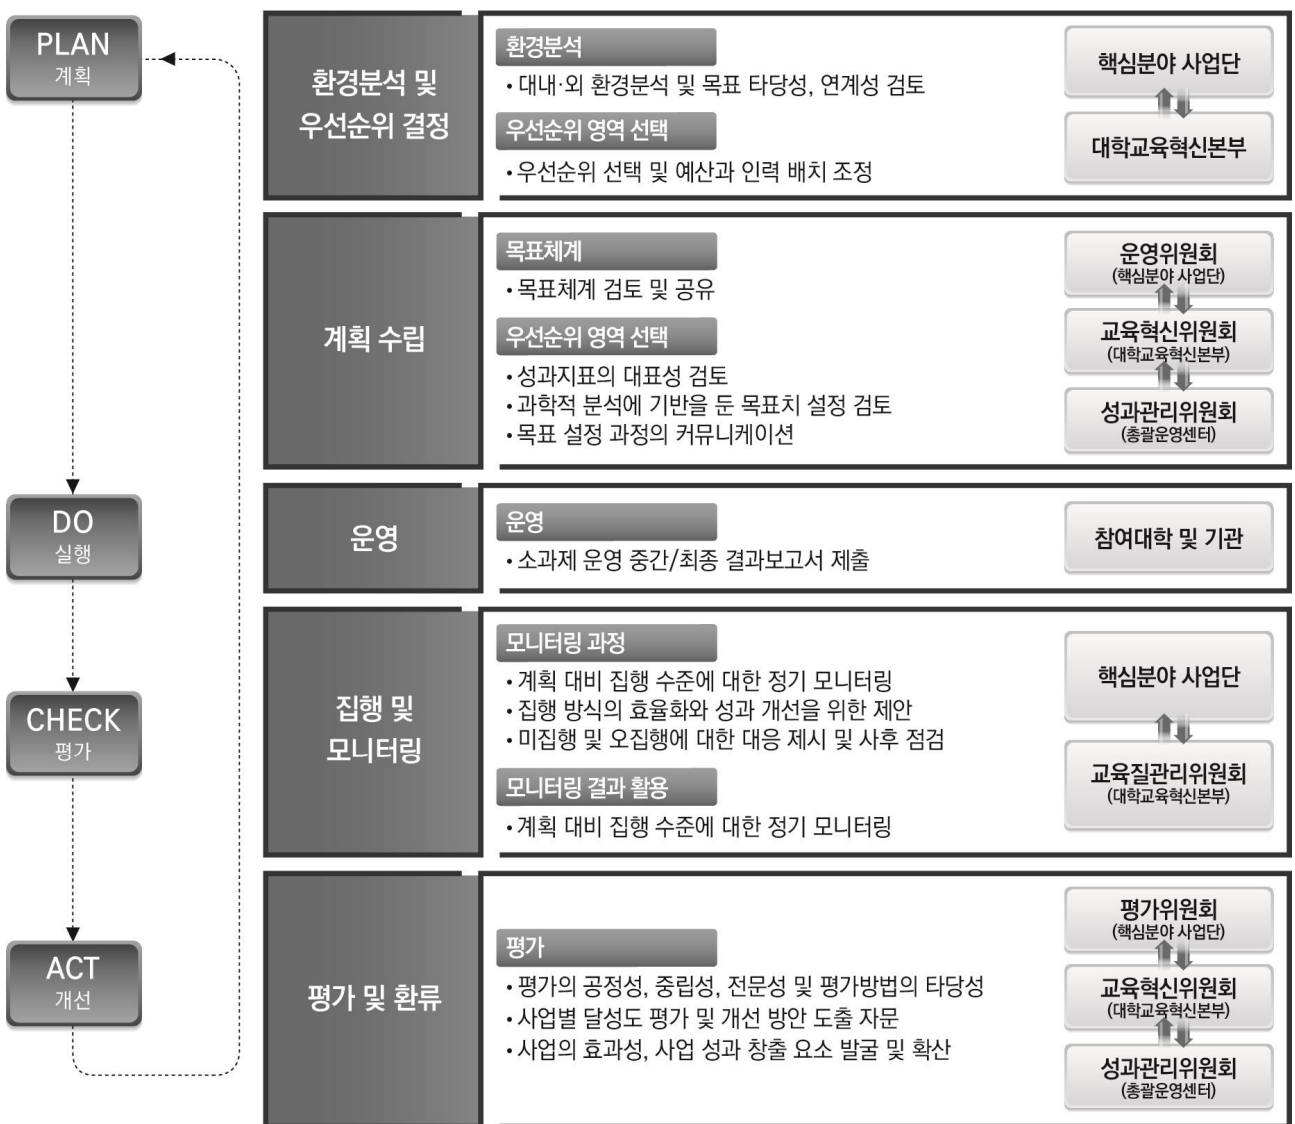 PLAN
계획
환경분석 및
우선순위 결정
환경분석
• 대내·외 환경분석 및 목표 타당성, 연계성 검토
우선순위 영역 선택
• 우선순위 선택 및 예산과 인력 배치 조정
핵심분야 사업단
대학교육혁신본부
계획 수립
목표체계
• 목표체계 검토 및 공유
우선순위 영역 선택
• 성과지표의 대표성 검토
• 과학적 분석에 기반을 둔 목표치 설정 검토
• 목표 설정 과정의 커뮤니케이션
운영위원회
(핵심분야 사업단)
교육혁신위원회
(대학교육혁신본부)
성과관리위원회
(총괄운영센터)
DO
실행
운영
운영
• 소과제 운영 중간/최종 결과보고서 제출
참여대학 및 기관
CHECK
평가
집행 및
모니터링
모니터링 과정
• 계획 대비 집행 수준에 대한 정기 모니터링
• 집행 방식의 효율화와 성과 개선을 위한 제안
• 미집행 및 오집행에 대한 대응 제시 및 사후 점검
모니터링 결과 활용
• 계획 대비 집행 수준에 대한 정기 모니터링
핵심분야 사업단
교육질관리위원회
(대학교육혁신본부)
ACT
개선
평가 및 환류
평가
• 평가의 공정성, 중립성, 전문성 및 평가방법의 타당성
• 사업별 달성도 평가 및 개선 방안 도출 자문
• 사업의 효과성, 사업 성과 창출 요소 발굴 및 확산
평가위원회
(핵심분야 사업단)
교육혁신위원회
(대학교육혁신본부)
성과관리위원회
(총괄운영센터)